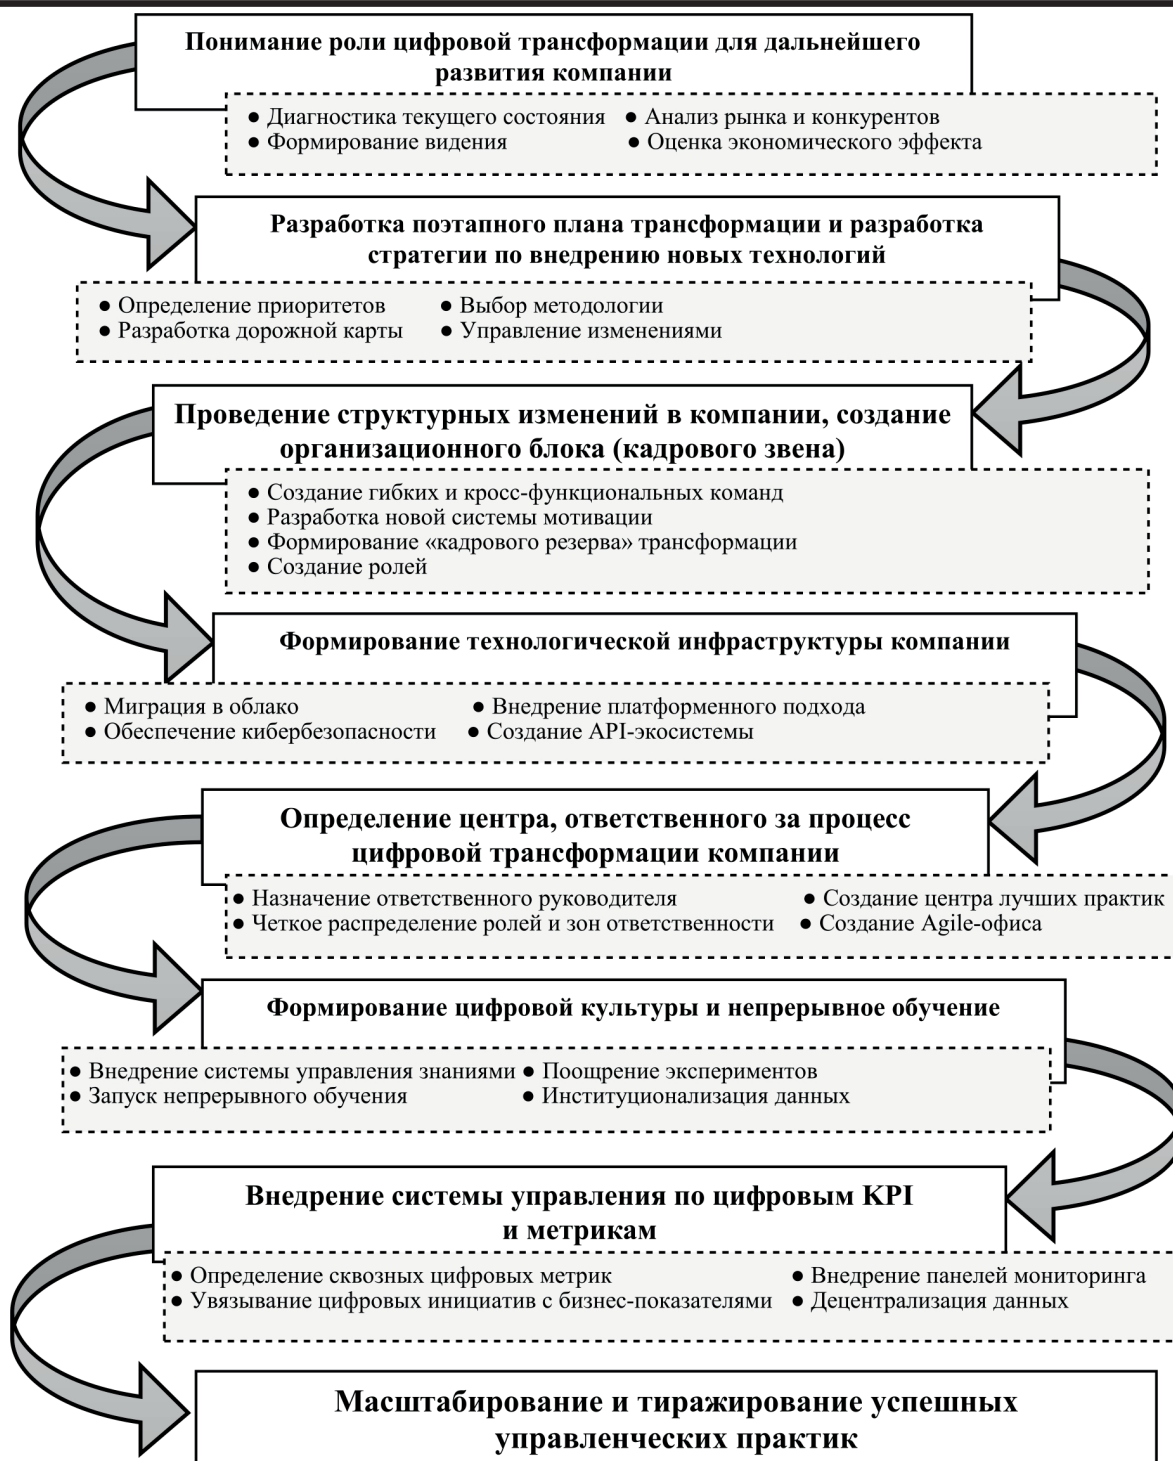 Понимание роли цифровой трансформации для дальнейшего
развития компании
● Диагностика текущего состояния ● Анализ рынка и конкурентов
● Формирование видения ● Оценка экономического эффекта
Разработка поэтапного плана трансформации и разработка
стратегии по внедрению новых технологий
● Определение приоритетов ● Выбор методологии
● Разработка дорожной карты ● Управление изменениями
Проведение структурных изменений в компании, создание
организационного блока (кадрового звена)
● Создание гибких и кросс-функциональных команд
● Разработка новой системы мотивации
● Формирование «кадрового резерва» трансформации
● Создание ролей
Формирование технологической инфраструктуры компании
● Миграция в облако ● Внедрение платформенного подхода
● Обеспечение кибербезопасности ● Создание API-экосистемы
Определение центра, ответственного за процесс
цифровой трансформации компании
● Назначение ответственного руководителя ● Создание центра лучших практик
● Четкое распределение ролей и зон ответственности ● Создание Agile-офиса
Формирование цифровой культуры и непрерывное обучение
● Внедрение системы управления знаниями ● Поощрение экспериментов
● Запуск непрерывного обучения ● Институционализация данных
Внедрение системы управления по цифровым KPI
и метрикам
● Определение сквозных цифровых метрик ● Внедрение панелей мониторинга
● Увязывание цифровых инициатив с бизнес-показателями ● Децентрализация данных
Масштабирование и тиражирование успешных
управленческих практик